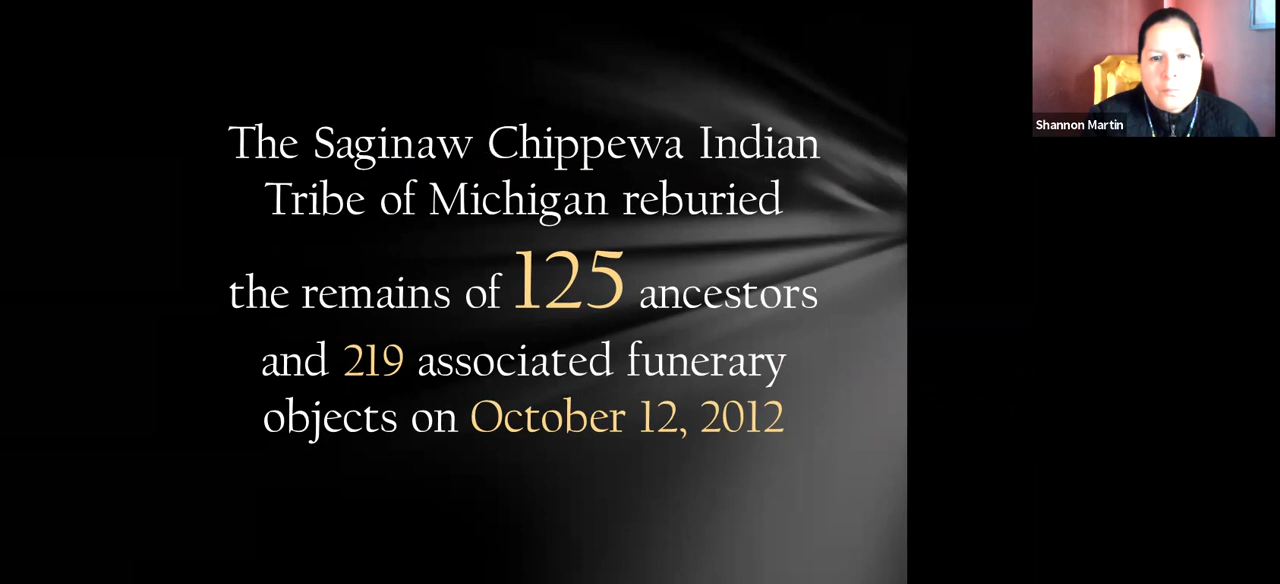 The Saginaw Chippewa Indian
Tribe of Michigan reburied
the remains of 125 ancestors
and 219 associated funerary
objects on October 12, 2012
Shannon Martin